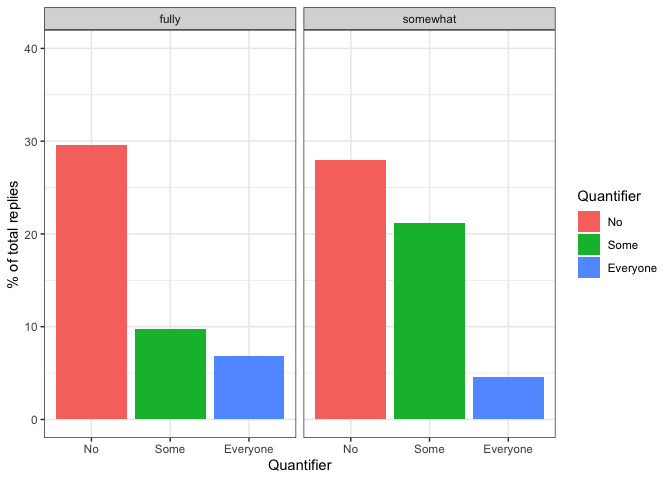 fully
somewhat
40
30
20
10
0
% of total replies
No
Some
Everyone
No
Some
Everyone
Quantifier
Quantifier
No
Some
Everyone